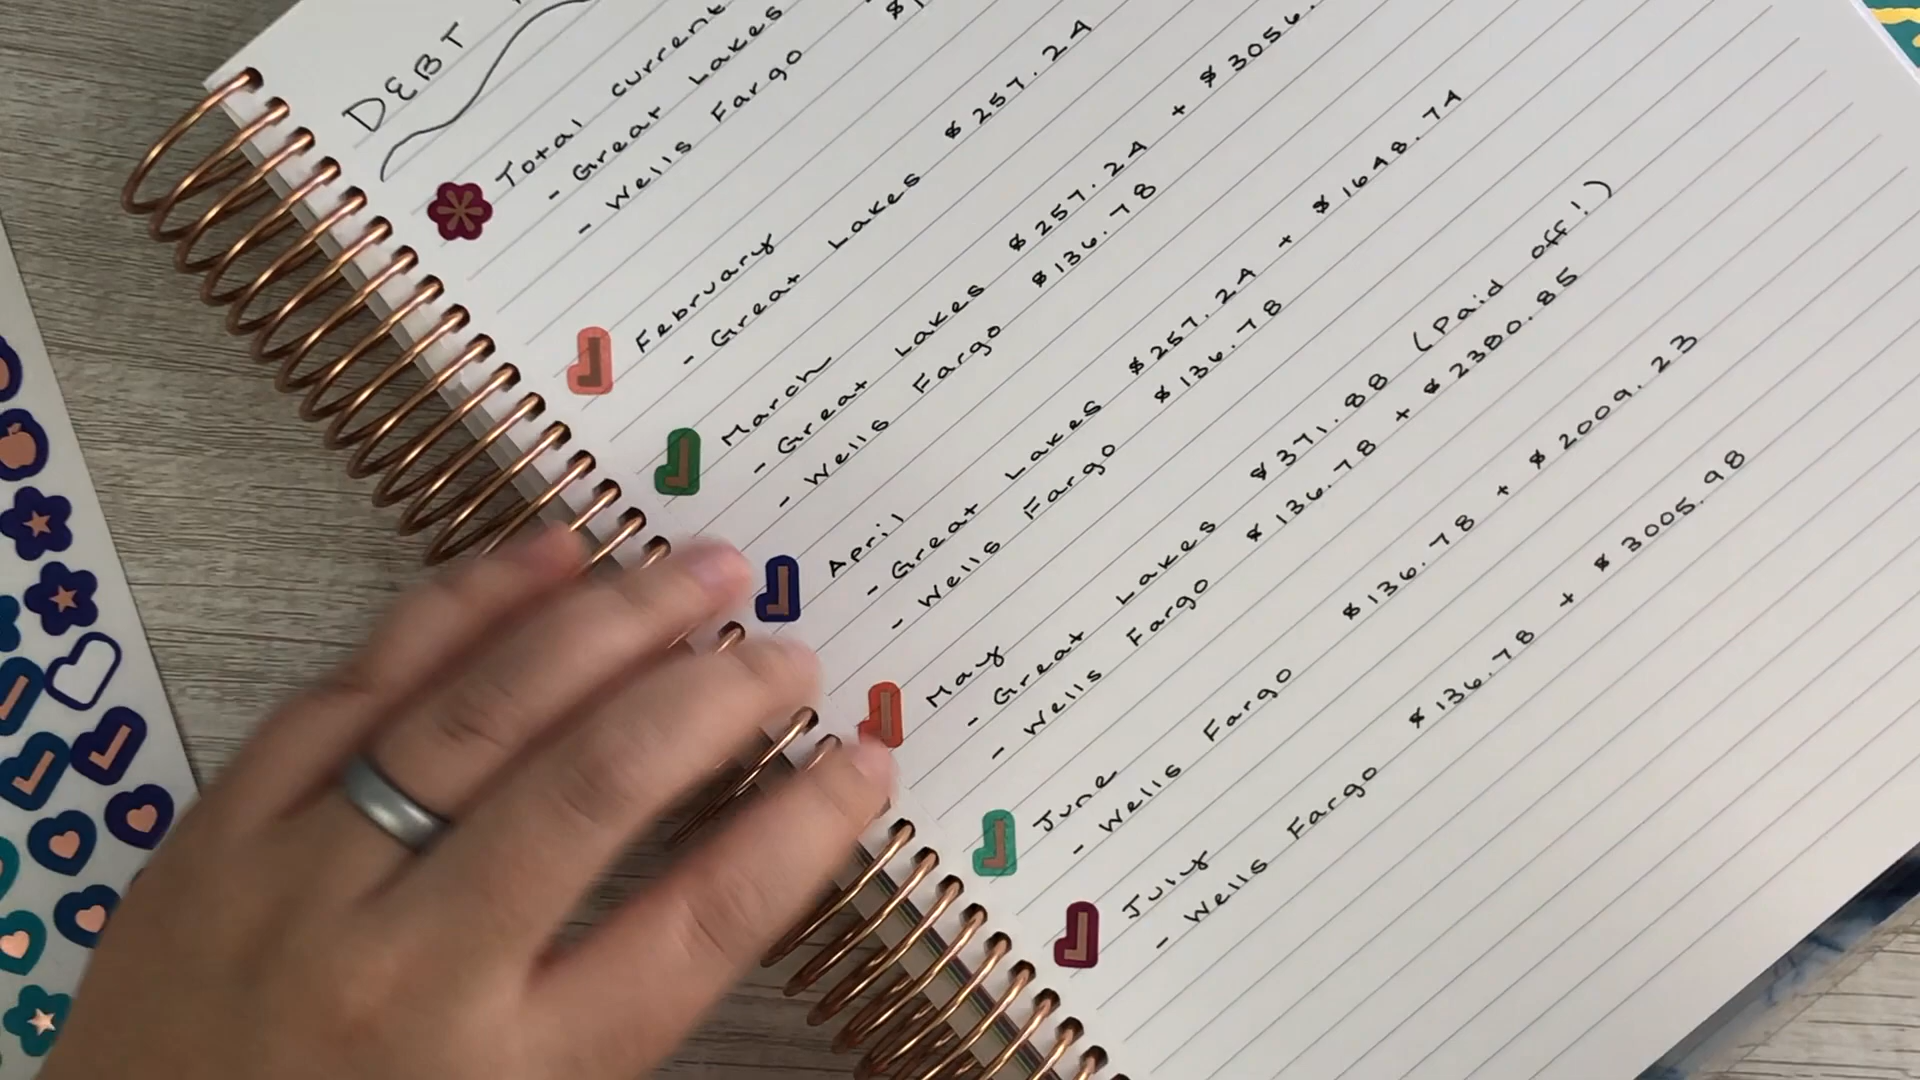 DEBT
Total current
- Great Lakes
- Wells Fargo
February
- Great Lakes $257.24
March
- Great Lakes $257.24 + $3056.
- Wells Fargo $136.78
April
- Great Lakes $257.24 + $1648.74
- Wells Fargo $136.78
May
- Great Lakes $371.88 (Paid off!)
- Wells Fargo $136.78 + $2380.85
June
- Wells Fargo $136.78 + $2009.23
July
- Wells Fargo $136.78 + $3005.98